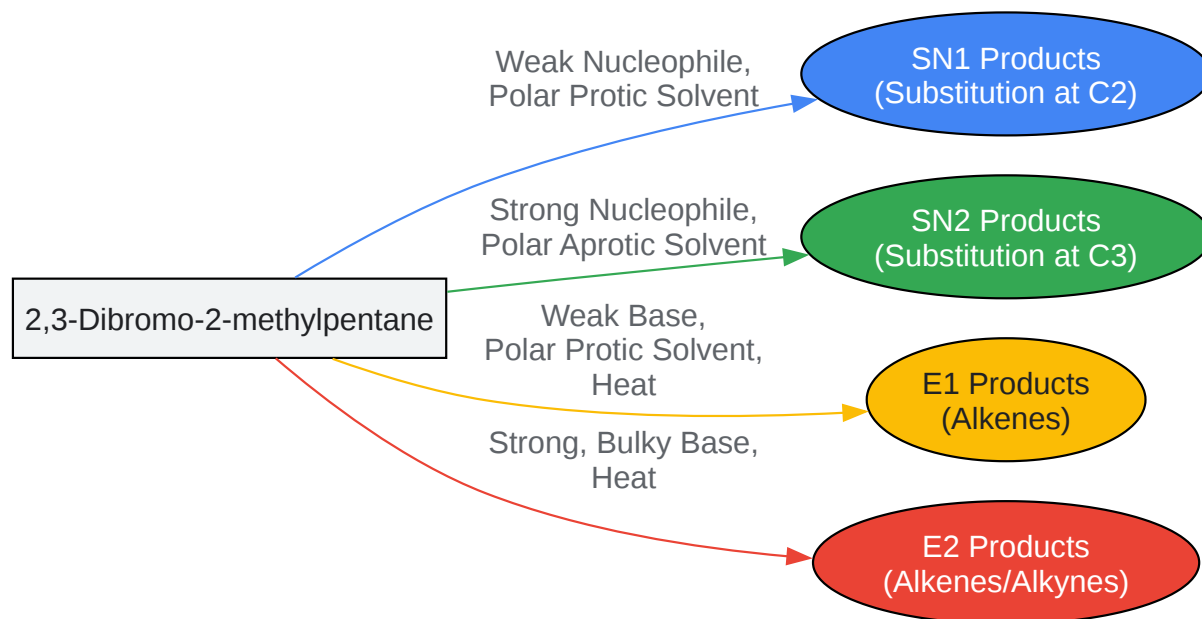 Weak Nucleophile,
Polar Protic Solvent
SN1 Products
(Substitution at C2)
Strong Nucleophile,
Polar Aprotic Solvent
SN2 Products
(Substitution at C3)
2,3-Dibromo-2-methylpentane
Weak Base,
Polar Protic Solvent,
Heat
E1 Products
(Alkenes)
Strong, Bulky Base,
Heat
E2 Products
(Alkenes/Alkynes)